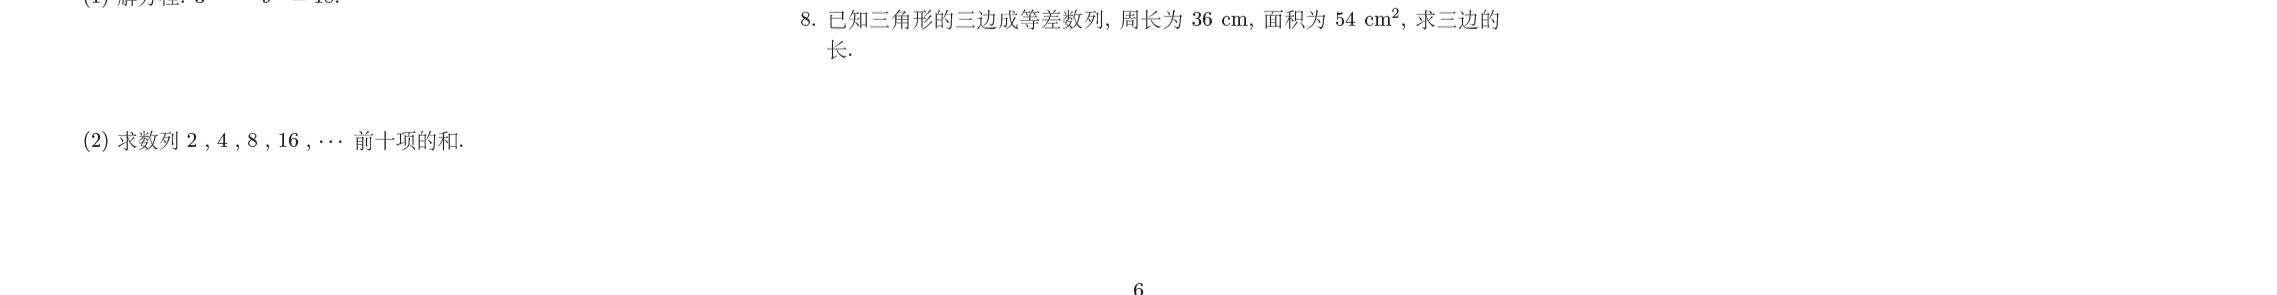 (2) 求数列 2 , 4 , 8 , 16 , ⋯ 前十项的和.
8. 已知三角形的三边成等差数列, 周长为 36 cm, 面积为 54 cm², 求三边的
长.
6